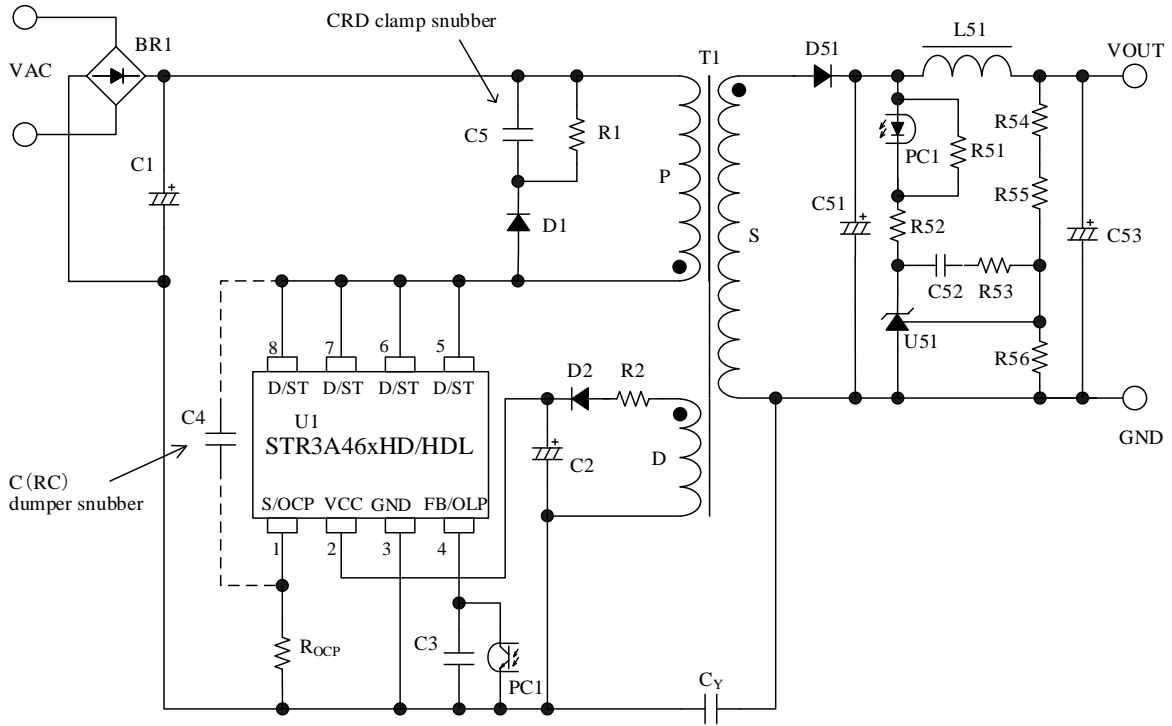 CRD clamp snubber
BR1
VAC
C1
C5
R1
D1
P
T1
S
D51
L51
VOUT
PC1
R51
R54
R55
C51
R52
C53
C52
R53
U51
R56
GND
8
7
6
5
D/ST
D/ST
D/ST
D/ST
U1
STR3A46xHD/HDL
S/OCP
VCC
GND
FB/OLP
1
2
3
4
C4
C(RC)
dumper snubber
D2
R2
C2
D
ROCP
C3
PC1
CY